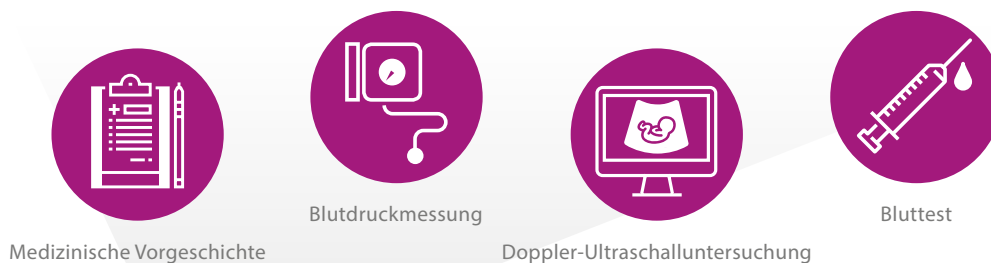 Medizinische Vorgeschichte
Blutdruckmessung
Doppler-Ultraschalluntersuchung
Bluttest